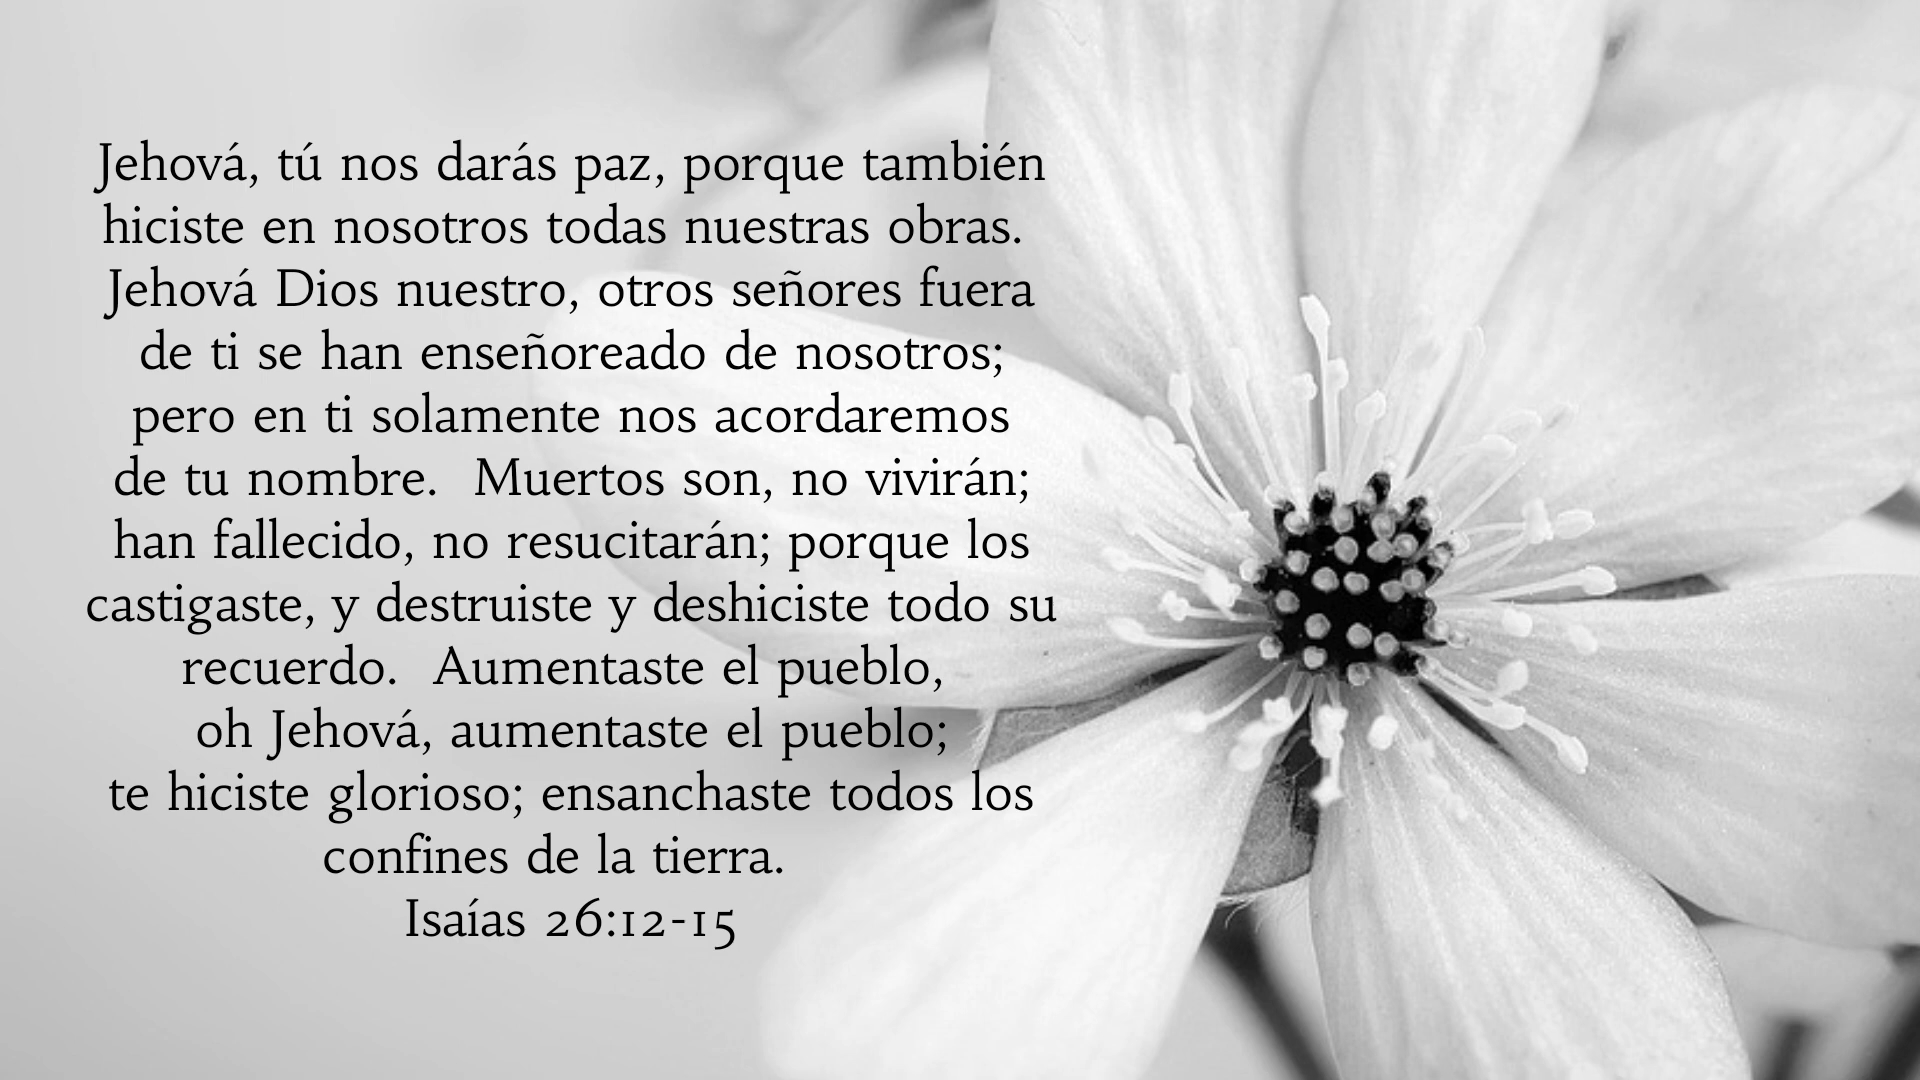 Jehová, tú nos darás paz, porque también
hiciste en nosotros todas nuestras obras.
Jehová Dios nuestro, otros señores fuera
de ti se han enseñoreado de nosotros;
pero en ti solamente nos acordaremos
de tu nombre.  Muertos son, no vivirán;
han fallecido, no resucitarán; porque los
castigaste, y destruiste y deshiciste todo su
recuerdo.  Aumentaste el pueblo,
oh Jehová, aumentaste el pueblo;
te hiciste glorioso; ensanchaste todos los
confines de la tierra.
Isaías 26:12-15